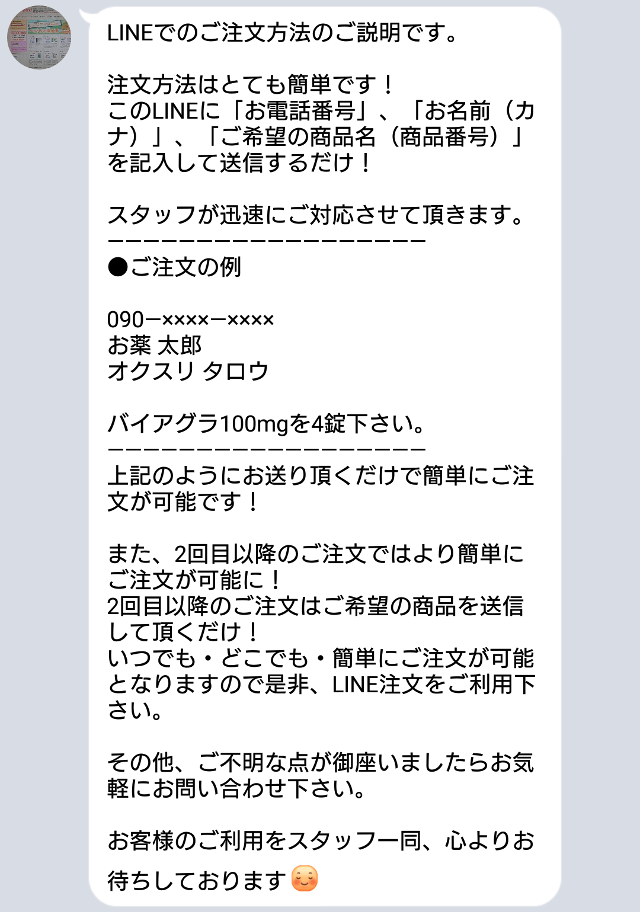 LINEでのご注文方法のご説明です。
注文方法はとても簡単です！
このLINEに「お電話番号」、「お名前（カ
ナ）」、「ご希望の商品名（商品番号）」
を記入して送信するだけ！
スタッフが迅速にご対応させて頂きます。
ーーーーーーーーーーーーーーーーーー
●ご注文の例
090ー××××ー××××
お薬 太郎
オクスリ タロウ
バイアグラ100mgを4錠下さい。
ーーーーーーーーーーーーーーーーーー
上記のようにお送り頂くだけで簡単にご注
文が可能です！
また、2回目以降のご注文ではより簡単に
ご注文が可能に！
2回目以降のご注文はご希望の商品を送信
して頂くだけ！
いつでも・どこでも・簡単にご注文が可能
となりますので是非、LINE注文をご利用下
さい。
その他、ご不明な点が御座いましたらお気
軽にお問い合わせ下さい。
お客様のご利用をスタッフ一同、心よりお
待ちしております😊